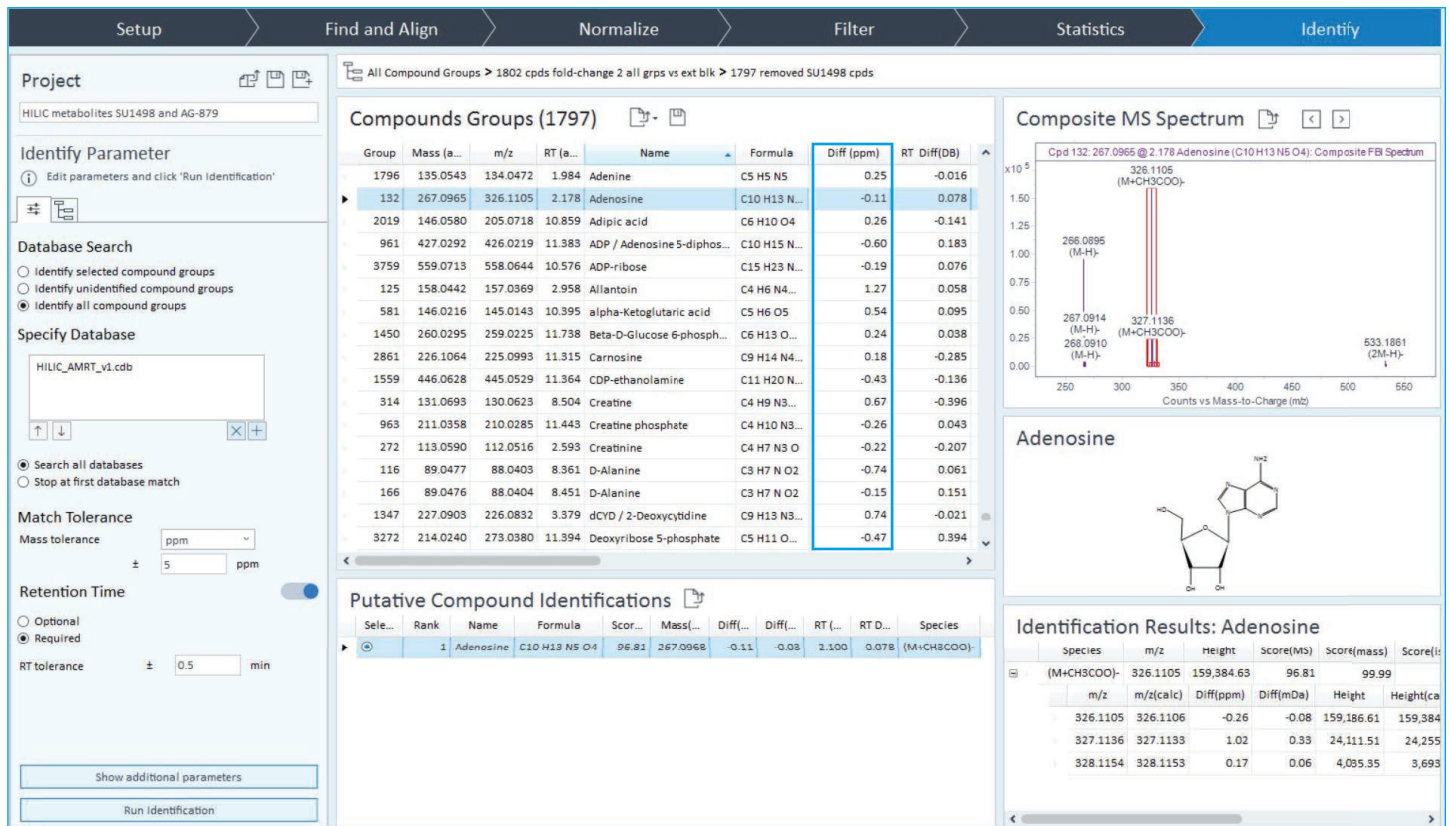 Setup Find and Align Normalize Filter Statistics Identify
Project
HILIC metabolites SU1498 and AG-879
Identify Parameter
Edit parameters and click 'Run Identification'
Database Search
Identify selected compound groups
Identify unidentified compound groups
Identify all compound groups
Specify Database
HILIC_AMRT_v1.cdb
Search all databases
Stop at first database match
Match Tolerance
Mass tolerance ppm
± 5 ppm
Retention Time
Optional
Required
RT tolerance ± 0.5 min
Show additional parameters
Run Identification
All Compound Groups > 1802 cpds fold-change 2 all grps vs ext blk > 1797 removed SU1498 cpds
Compounds Groups (1797)
Group Mass (a... m/z RT (a... Name Formula Diff (ppm) RT Diff(DB)
1796 135.0543 134.0472 1.984 Adenine C5 H5 N5 0.25 -0.016
132 267.0965 326.1105 2.178 Adenosine C10 H13 N... -0.11 0.078
2019 146.0580 205.0718 10.859 Adipic acid C6 H10 O4 0.26 -0.141
961 427.0292 426.0219 11.383 ADP / Adenosine 5-diphos... C10 H15 N... -0.60 0.183
3759 559.0713 558.0644 10.576 ADP-ribose C15 H23 N... -0.19 0.076
125 158.0442 157.0369 2.958 Allantoin C4 H6 N4... 1.27 0.058
581 146.0216 145.0143 10.395 alpha-Ketoglutaric acid C5 H6 O5 0.54 0.095
1450 260.0295 259.0225 11.738 Beta-D-Glucose 6-phosph... C6 H13 O... 0.24 0.038
2861 226.1064 225.0993 11.315 Carnosine C9 H14 N4... 0.18 -0.285
1559 446.0628 445.0529 11.364 CDP-ethanolamine C11 H20 N... -0.43 -0.136
314 131.0693 130.0623 8.504 Creatine C4 H9 N3... 0.67 -0.396
963 211.0358 210.0285 11.443 Creatine phosphate C4 H10 N3... -0.26 0.043
272 113.0590 112.0516 2.593 Creatinine C4 H7 N3 O -0.22 -0.207
116 89.0477 88.0403 8.361 D-Alanine C3 H7 N O2 -0.74 0.061
166 89.0476 88.0404 8.451 D-Alanine C3 H7 N O2 -0.15 0.151
1347 227.0903 226.0832 3.379 dCYD / 2-Deoxycytidine C9 H13 N3... 0.74 -0.021
3272 214.0240 273.0380 11.394 Deoxyribose 5-phosphate C5 H11 O... -0.47 0.394
Putative Compound Identifications
Sele... Rank Name Formula Scor... Mass(... Diff(... Diff(... RT (... RT D... Species
1 Adenosine C10 H13 N5 O4 96.81 267.0968 -0.11 -0.03 2.100 0.078 (M+CH3COO)-
Composite MS Spectrum
Cpd 132: 267.0965 @ 2.178 Adenosine (C10 H13 N5 O4): Composite FBI Spectrum
x10 5
326.1105
(M+CH3COO)-
1.50
1.25
266.0895
(M-H)-
1.00
0.75
0.50
267.0914
(M-H)-
327.1136
(M+CH3COO)-
0.25
268.0910
(M-H)-
533.1861
(2M-H)-
0.00
250 300 350 400 450 500 550
Counts vs Mass-to-Charge (m/z)
Adenosine
NH2
N
N
N
N
HO
O
OH OH
Identification Results: Adenosine
Species m/z Height Score(MS) Score(mass) Score(is
(M+CH3COO)- 326.1105 159,384.63 96.81 99.99
m/z m/z(calc) Diff(ppm) Diff(mDa) Height Height(ca
326.1105 326.1106 -0.26 -0.08 159,186.61 159,384
327.1136 327.1133 1.02 0.33 24,111.51 24,255
328.1154 328.1153 0.17 0.06 4,035.35 3,693